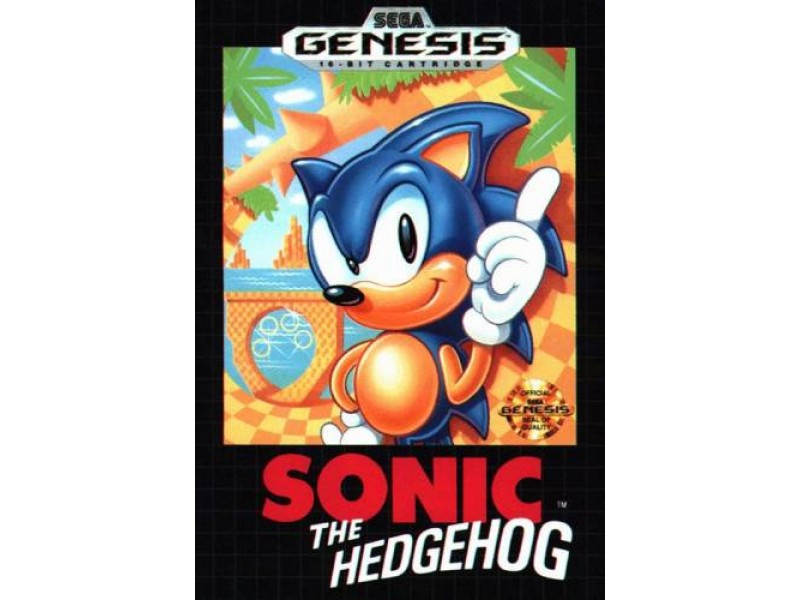 SEGA
GENESIS
16-BIT CARTRIDGE
OFFICIAL
SEGA
GENESIS
SEAL OF
QUALITY
SONIC
TM
THE
HEDGEHOG